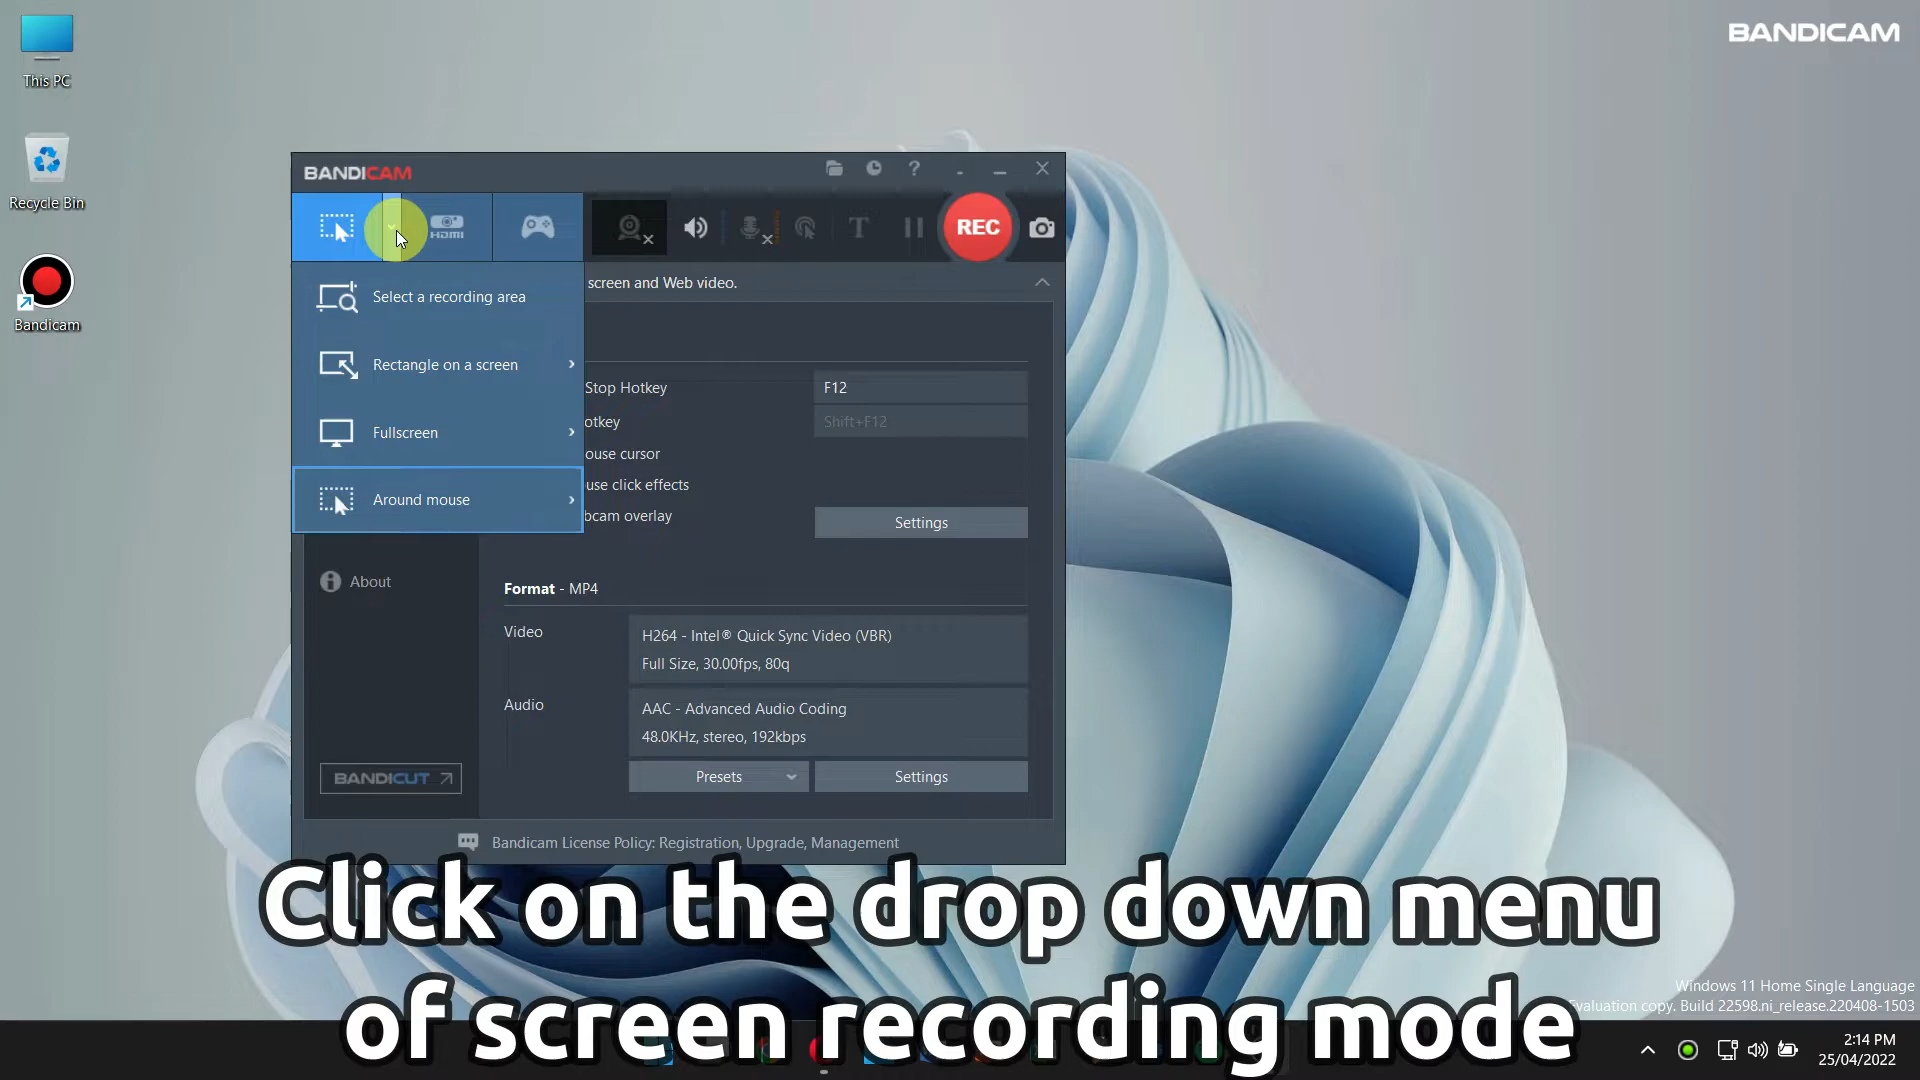 BANDICAM
This PC
Recycle Bin
Bandicam
BANDICAM
?
HDMI
T
REC
Select a recording area
screen and Web video.
Rectangle on a screen
Stop Hotkey
F12
otkey
Shift+F12
Fullscreen
ouse cursor
use click effects
Around mouse
bcam overlay
Settings
About
Format - MP4
Video
H264 - Intel® Quick Sync Video (VBR)
Full Size, 30.00fps, 80q
Audio
AAC - Advanced Audio Coding
48.0KHz, stereo, 192kbps
BANDICUT
Presets
Settings
Bandicam License Policy: Registration, Upgrade, Management
Click on the drop down menu
of screen recording mode
Windows 11 Home Single Language
Evaluation copy. Build 22598.ni_release.220408-1503
2:14 PM
25/04/2022